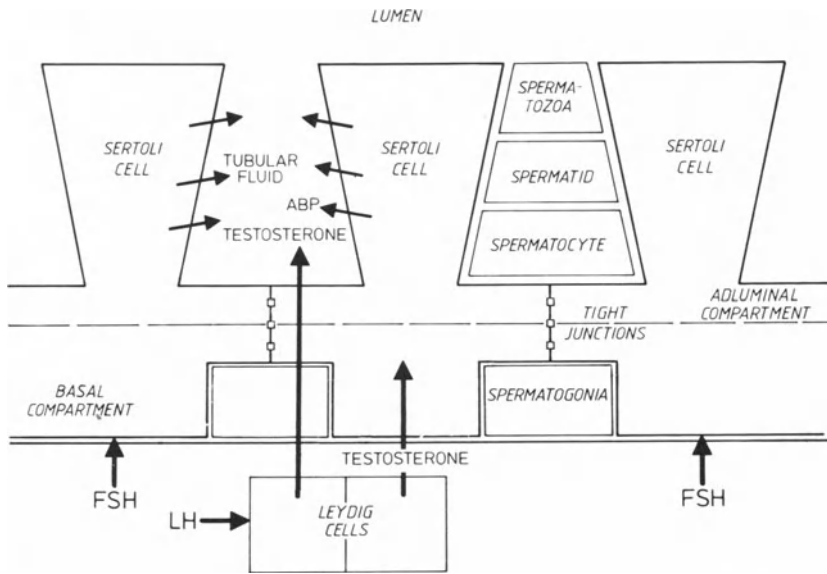 LUMEN
SERTOLI
CELL
TUBULAR
FLUID
ABP
TESTOSTERONE
SERTOLI
CELL
SPERMA-
TOZOA
SPERMATID
SPERMATOCYTE
SERTOLI
CELL
TIGHT
JUNCTIONS
ADLUMINAL
COMPARTMENT
BASAL
COMPARTMENT
SPERMATOGONIA
FSH
TESTOSTERONE
FSH
LH
LEYDIG
CELLS